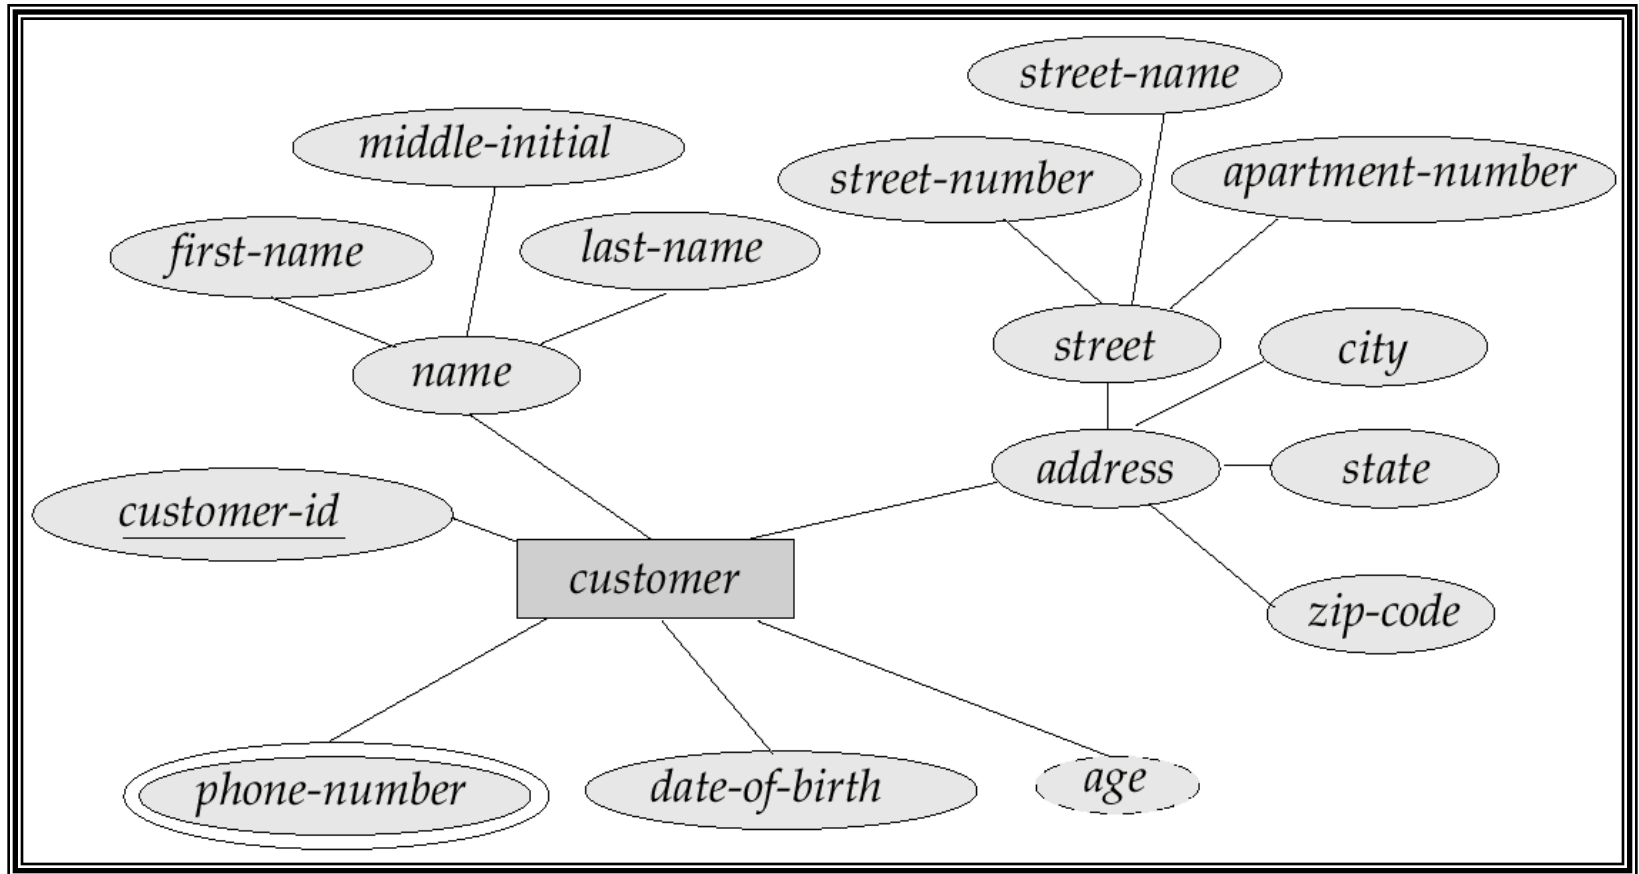 street-name
middle-initial
street-number
apartment-number
first-name
last-name
street
city
name
address
state
customer-id
customer
zip-code
phone-number
date-of-birth
age